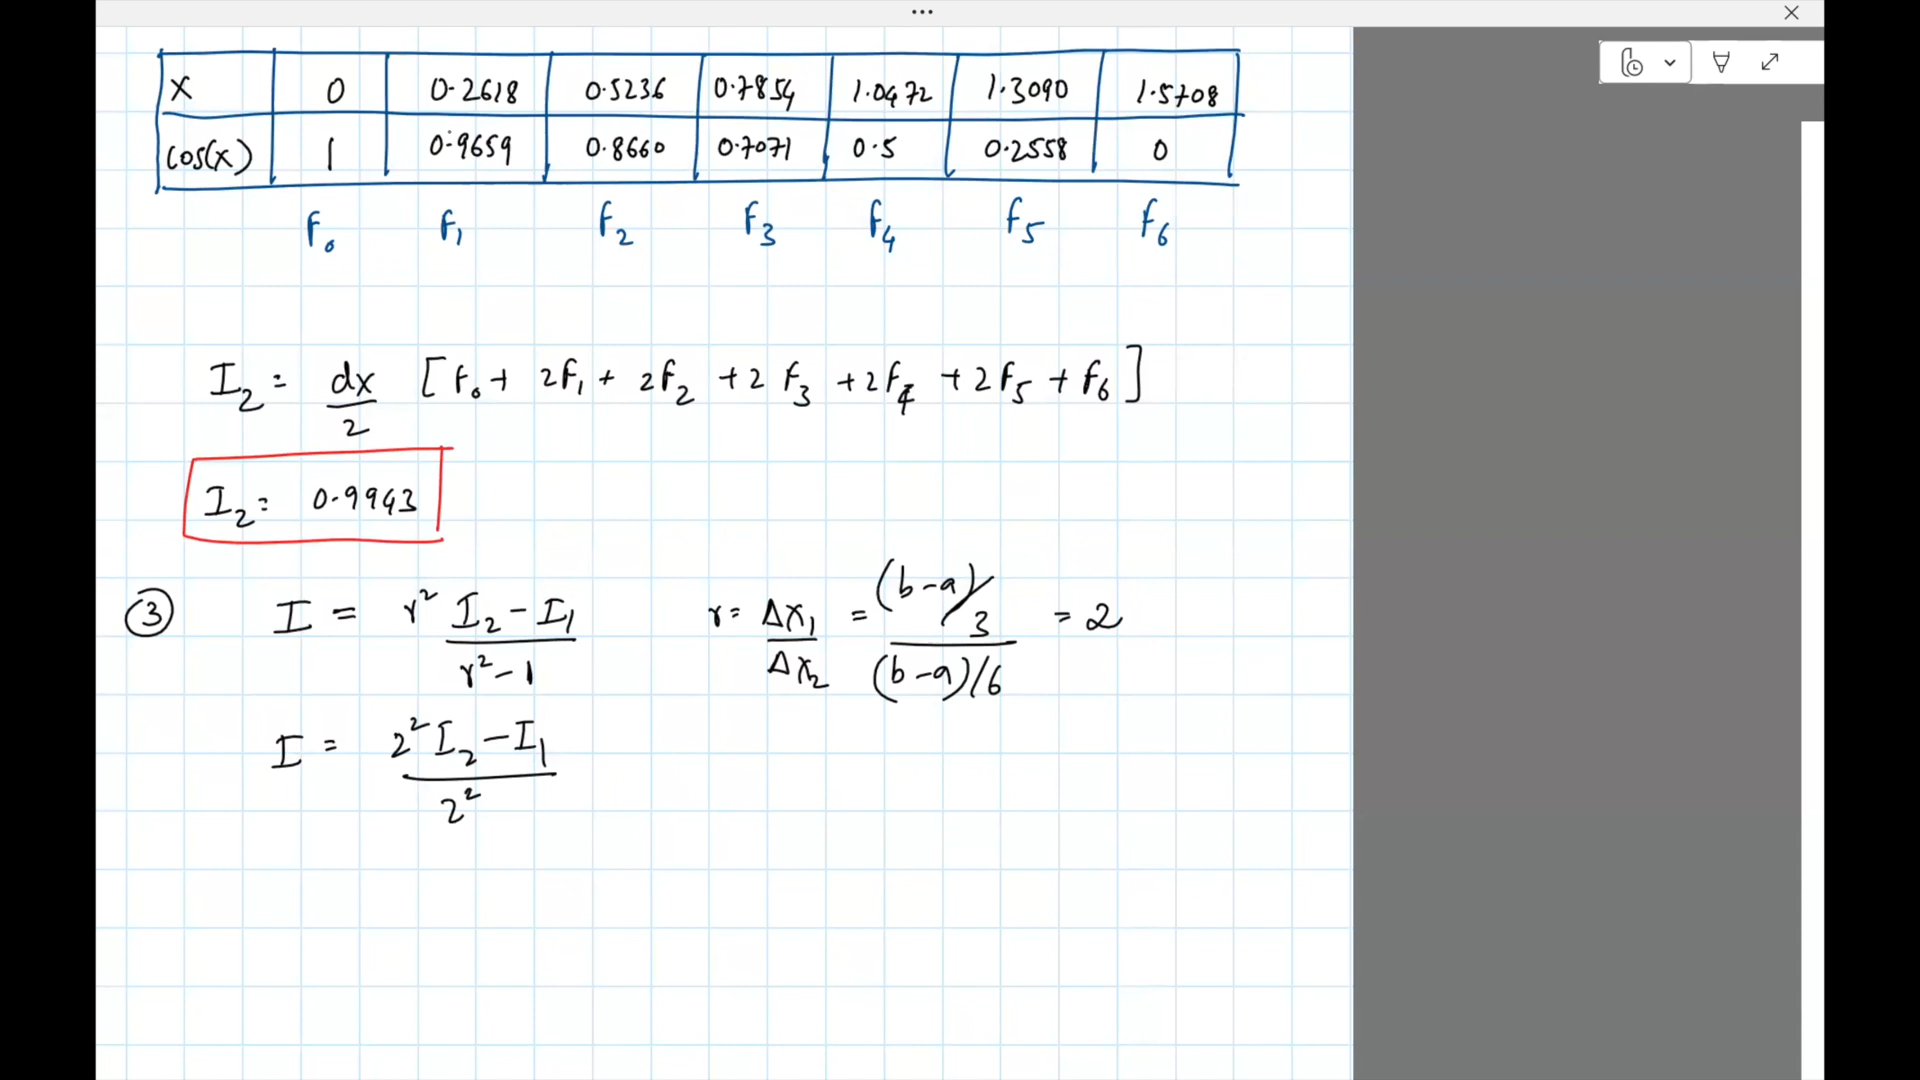 ...
x 0 0.2618 0.5236 0.7854 1.0472 1.3090 1.5708
cos(x) 1 0.9659 0.8660 0.7071 0.5 0.2558 0
f₀ f₁ f₂ f₃ f₄ f₅ f₆
I₂ = dx/2 [f₀ + 2f₁ + 2f₂ + 2f₃ + 2f₄ + 2f₅ + f₆]
I₂ = 0.9943
③ I = r² I₂ - I₁ / r² - 1 r = Δx₁/Δx₂ = (b-a)/3 / (b-a)/6 = 2
I = 2² I₂ - I₁ / 2²